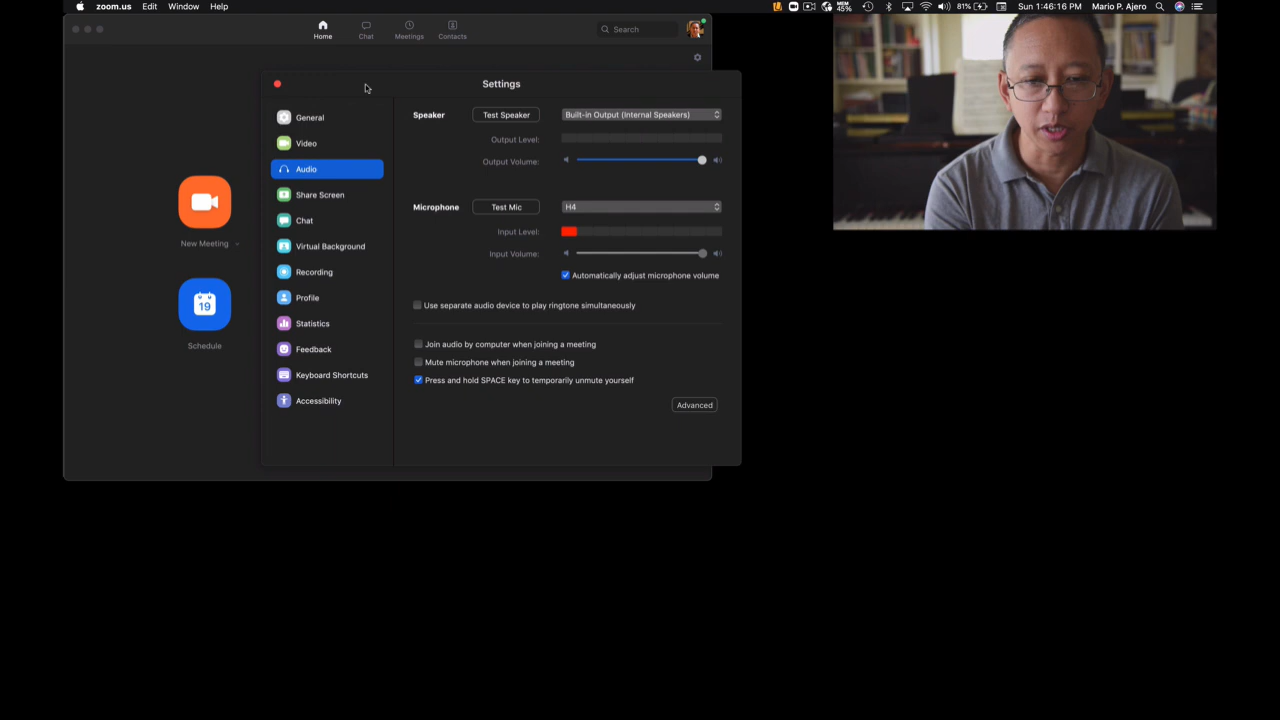 zoom.us Edit Window Help MEM 45% 81% Sun 1:46:16 PM Mario P. Ajero
Home Chat Meetings Contacts Search
Settings
General
Video
Audio
Share Screen
Chat
Virtual Background
Recording
Profile
Statistics
Feedback
Keyboard Shortcuts
Accessibility
New Meeting
19
Schedule
Speaker Test Speaker Built-in Output (Internal Speakers)
Output Level:
Output Volume:
Microphone Test Mic H4
Input Level:
Input Volume:
Automatically adjust microphone volume
Use separate audio device to play ringtone simultaneously
Join audio by computer when joining a meeting
Mute microphone when joining a meeting
Press and hold SPACE key to temporarily unmute yourself
Advanced